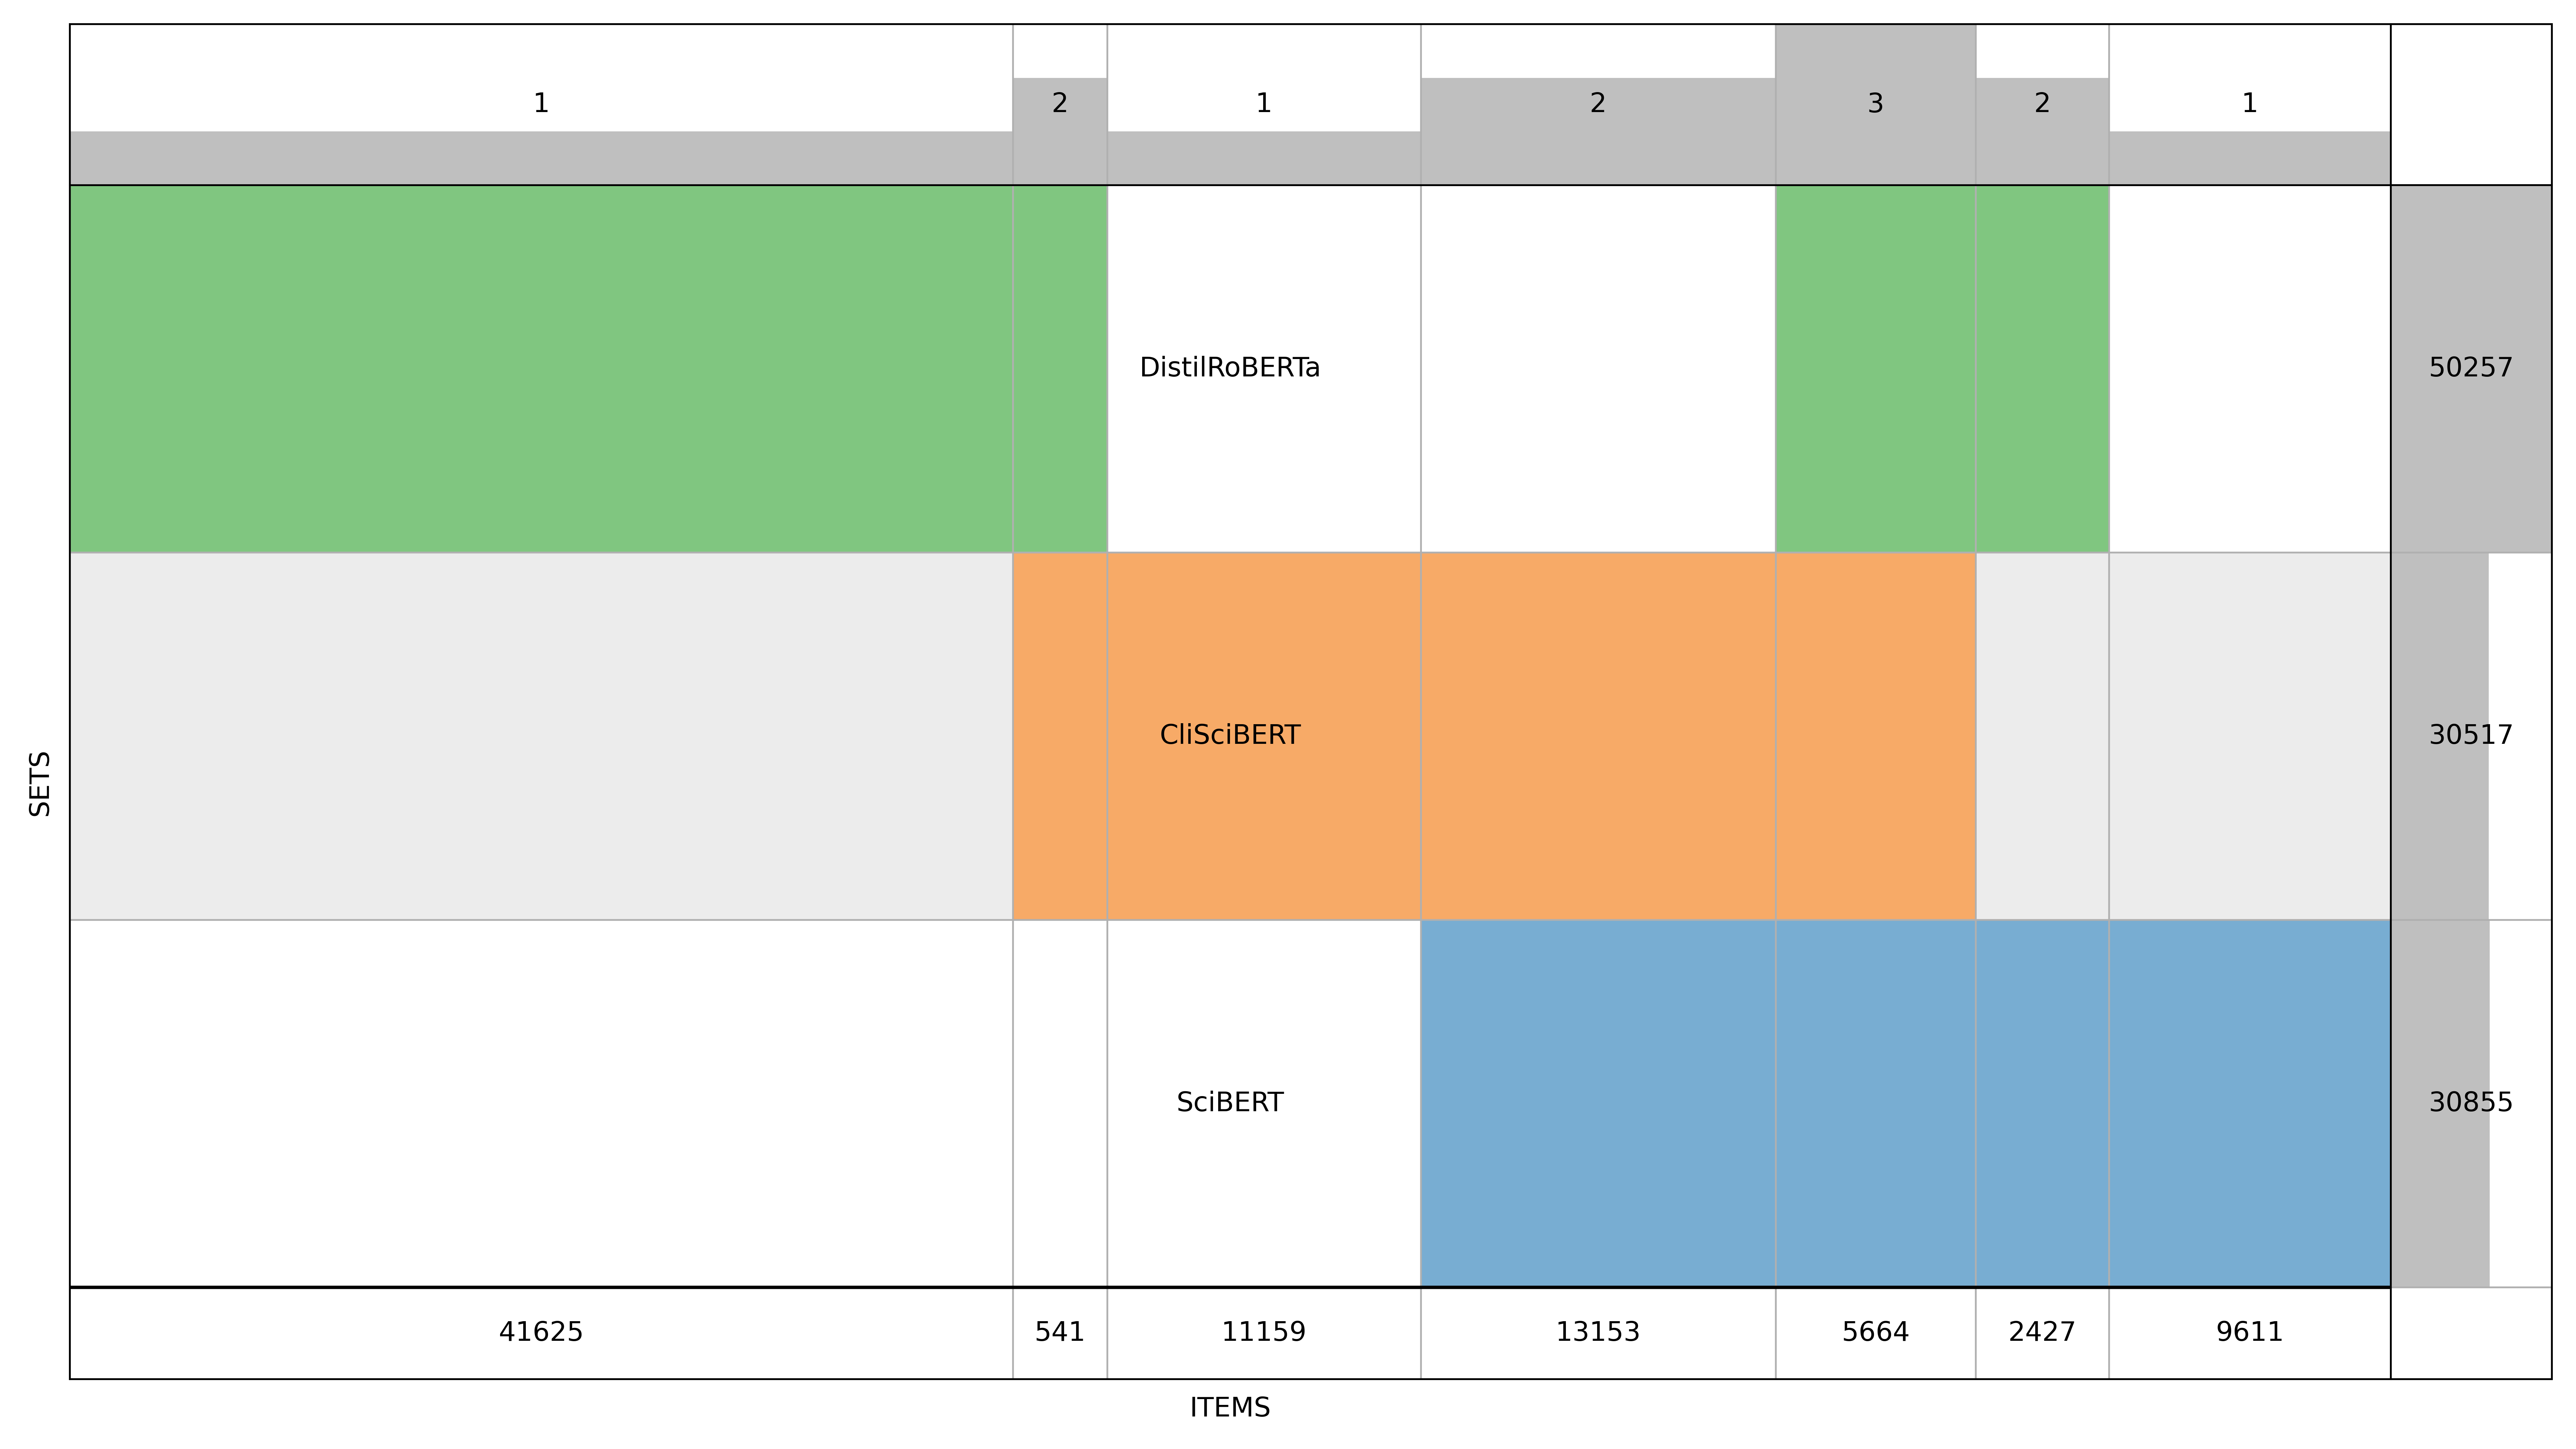 1 2 1 2 3 2 1
DistilRoBERTa 50257
CliSciBERT 30517
SETS
SciBERT 30855
41625 541 11159 13153 5664 2427 9611
ITEMS